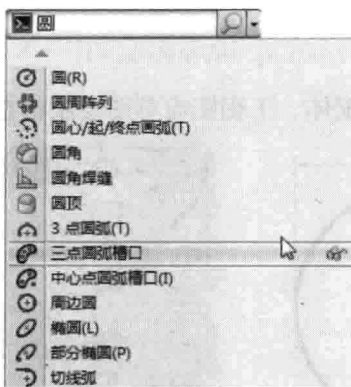 圆
圆(R)
圆周阵列
圆心/起/终点画弧(T)
圆角
圆角焊缝
圆顶
3 点圆弧(T)
三点圆弧槽口
中心点圆弧槽口(I)
周边圆
椭圆(L)
部分椭圆(P)
切线弧